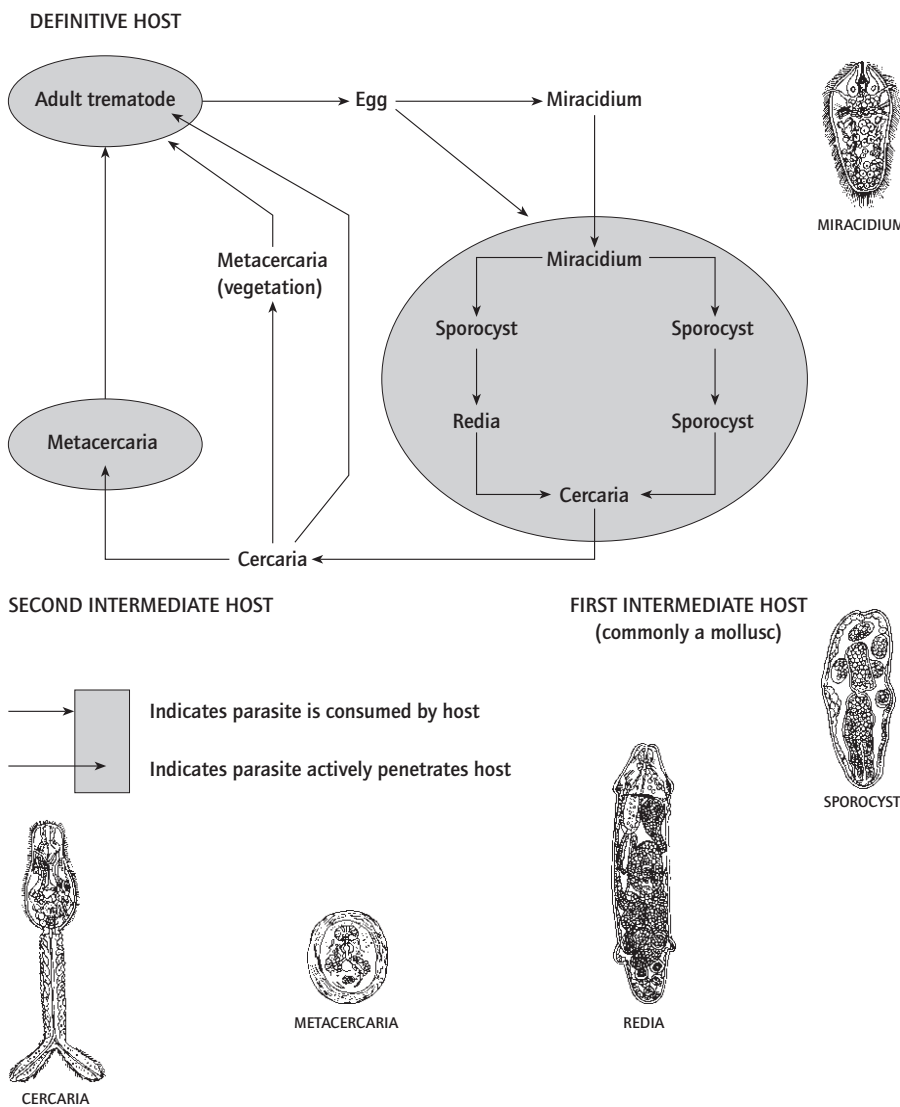 DEFINITIVE HOST
Adult trematode
Egg
Miracidium
MIRACIDIUM
Miracidium
Metacercaria
(vegetation)
Sporocyst
Sporocyst
Redia
Sporocyst
Metacercaria
Cercaria
Cercaria
SECOND INTERMEDIATE HOST
FIRST INTERMEDIATE HOST
(commonly a mollusc)
Indicates parasite is consumed by host
Indicates parasite actively penetrates host
SPOROCYST
METACERCARIA
REDIA
CERCARIA